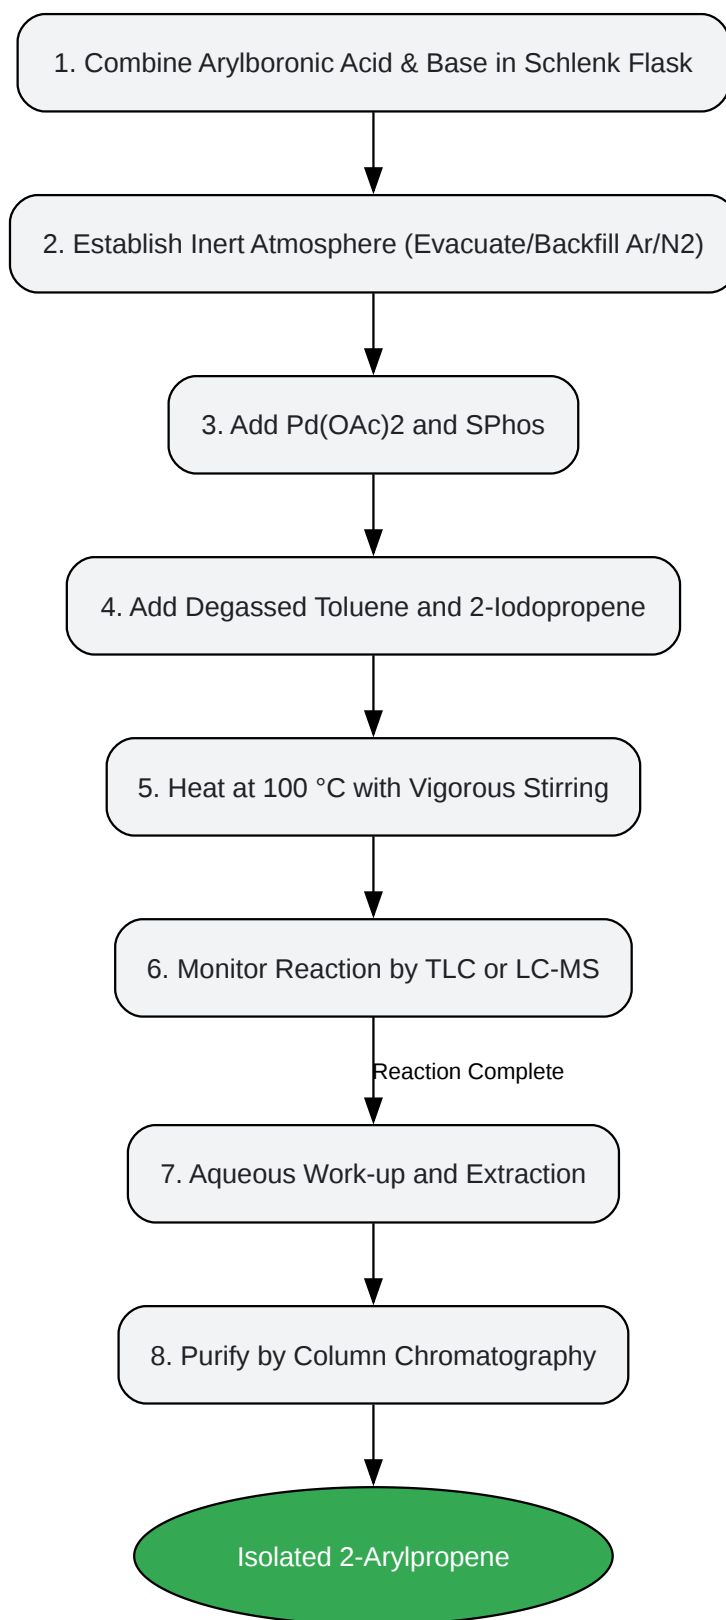 1. Combine Arylboronic Acid & Base in Schlenk Flask
2. Establish Inert Atmosphere (Evacuate/Backfill Ar/N2)
3. Add Pd(OAc)2 and SPhos
4. Add Degassed Toluene and 2-Iodopropene
5. Heat at 100 °C with Vigorous Stirring
6. Monitor Reaction by TLC or LC-MS
Reaction Complete
7. Aqueous Work-up and Extraction
8. Purify by Column Chromatography
Isolated 2-Arylpropene